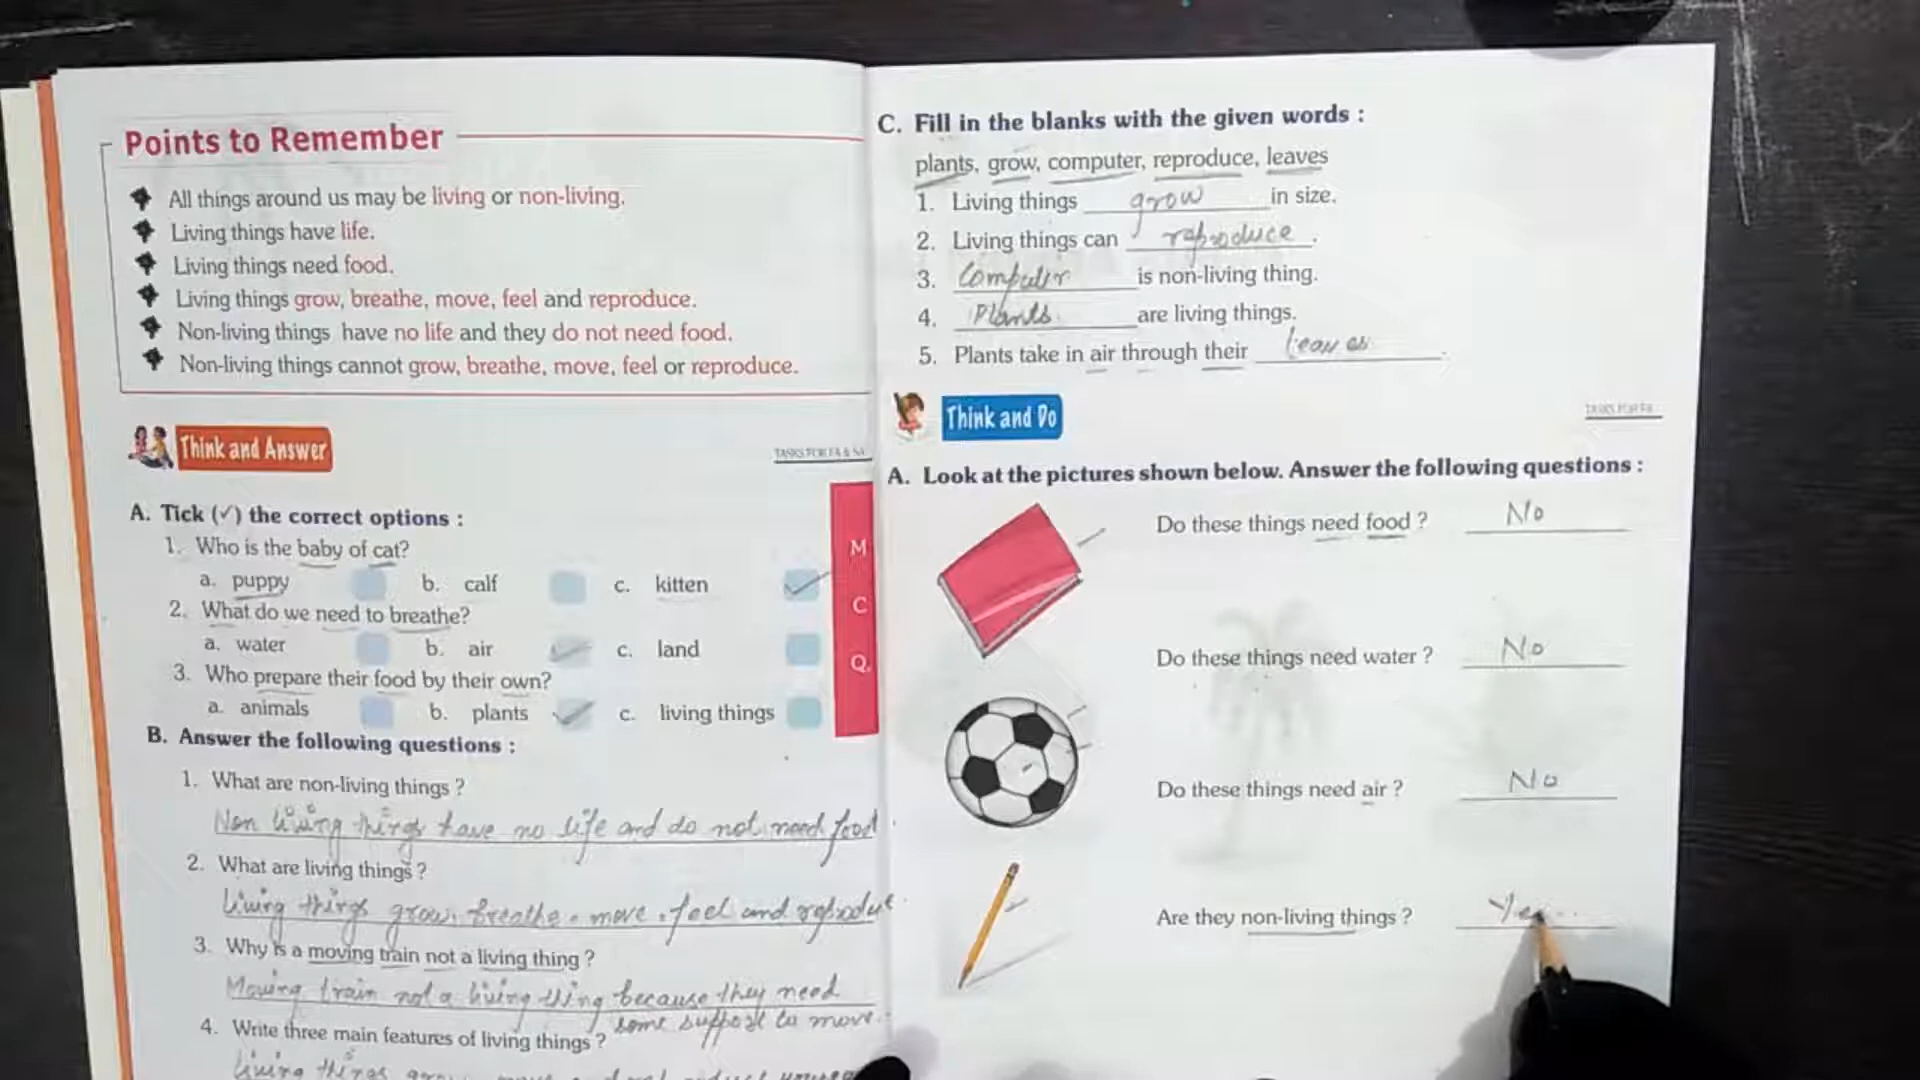 Points to Remember
All things around us may be living or non-living.
Living things have life.
Living things need food.
Living things grow, breathe, move, feel and reproduce.
Non-living things have no life and they do not need food.
Non-living things cannot grow, breathe, move, feel or reproduce.
Think and Answer
TASKS FOR FA & SA
A. Tick (✓) the correct options :
1. Who is the baby of cat?
a. puppy b. calf c. kitten
2. What do we need to breathe?
a. water b. air c. land
3. Who prepare their food by their own?
a. animals b. plants c. living things
M
C
Q.
B. Answer the following questions :
1. What are non-living things ?
Non living things have no life and do not need food.
2. What are living things ?
Living things grow, breathe, move, feel and
3. Why is a moving train not a living thing ?
Moving train not a living thing because they need
some to move.
4. Write three main features of living things ?
Living things
C. Fill in the blanks with the given words :
plants, grow, computer, reproduce, leaves
1. Living things grow in size.
2. Living things can reproduce.
3. Computer is non-living thing.
4. Plants are living things.
5. Plants take in air through their leaves.
Think and Do
TASKS FOR FA
A. Look at the pictures shown below. Answer the following questions :
Do these things need food ? No
Do these things need water ? No
Do these things need air ? No
Are they non-living things ? Yes